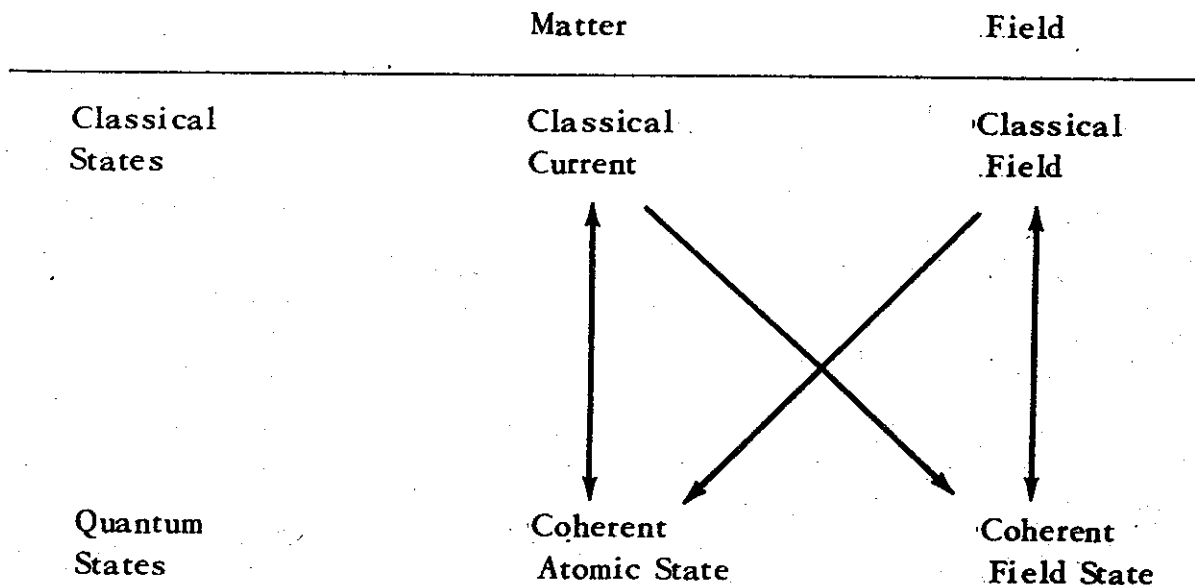 Matter Field
Classical States
Classical Current
Classical Field
Quantum States
Coherent Atomic State
Coherent Field State